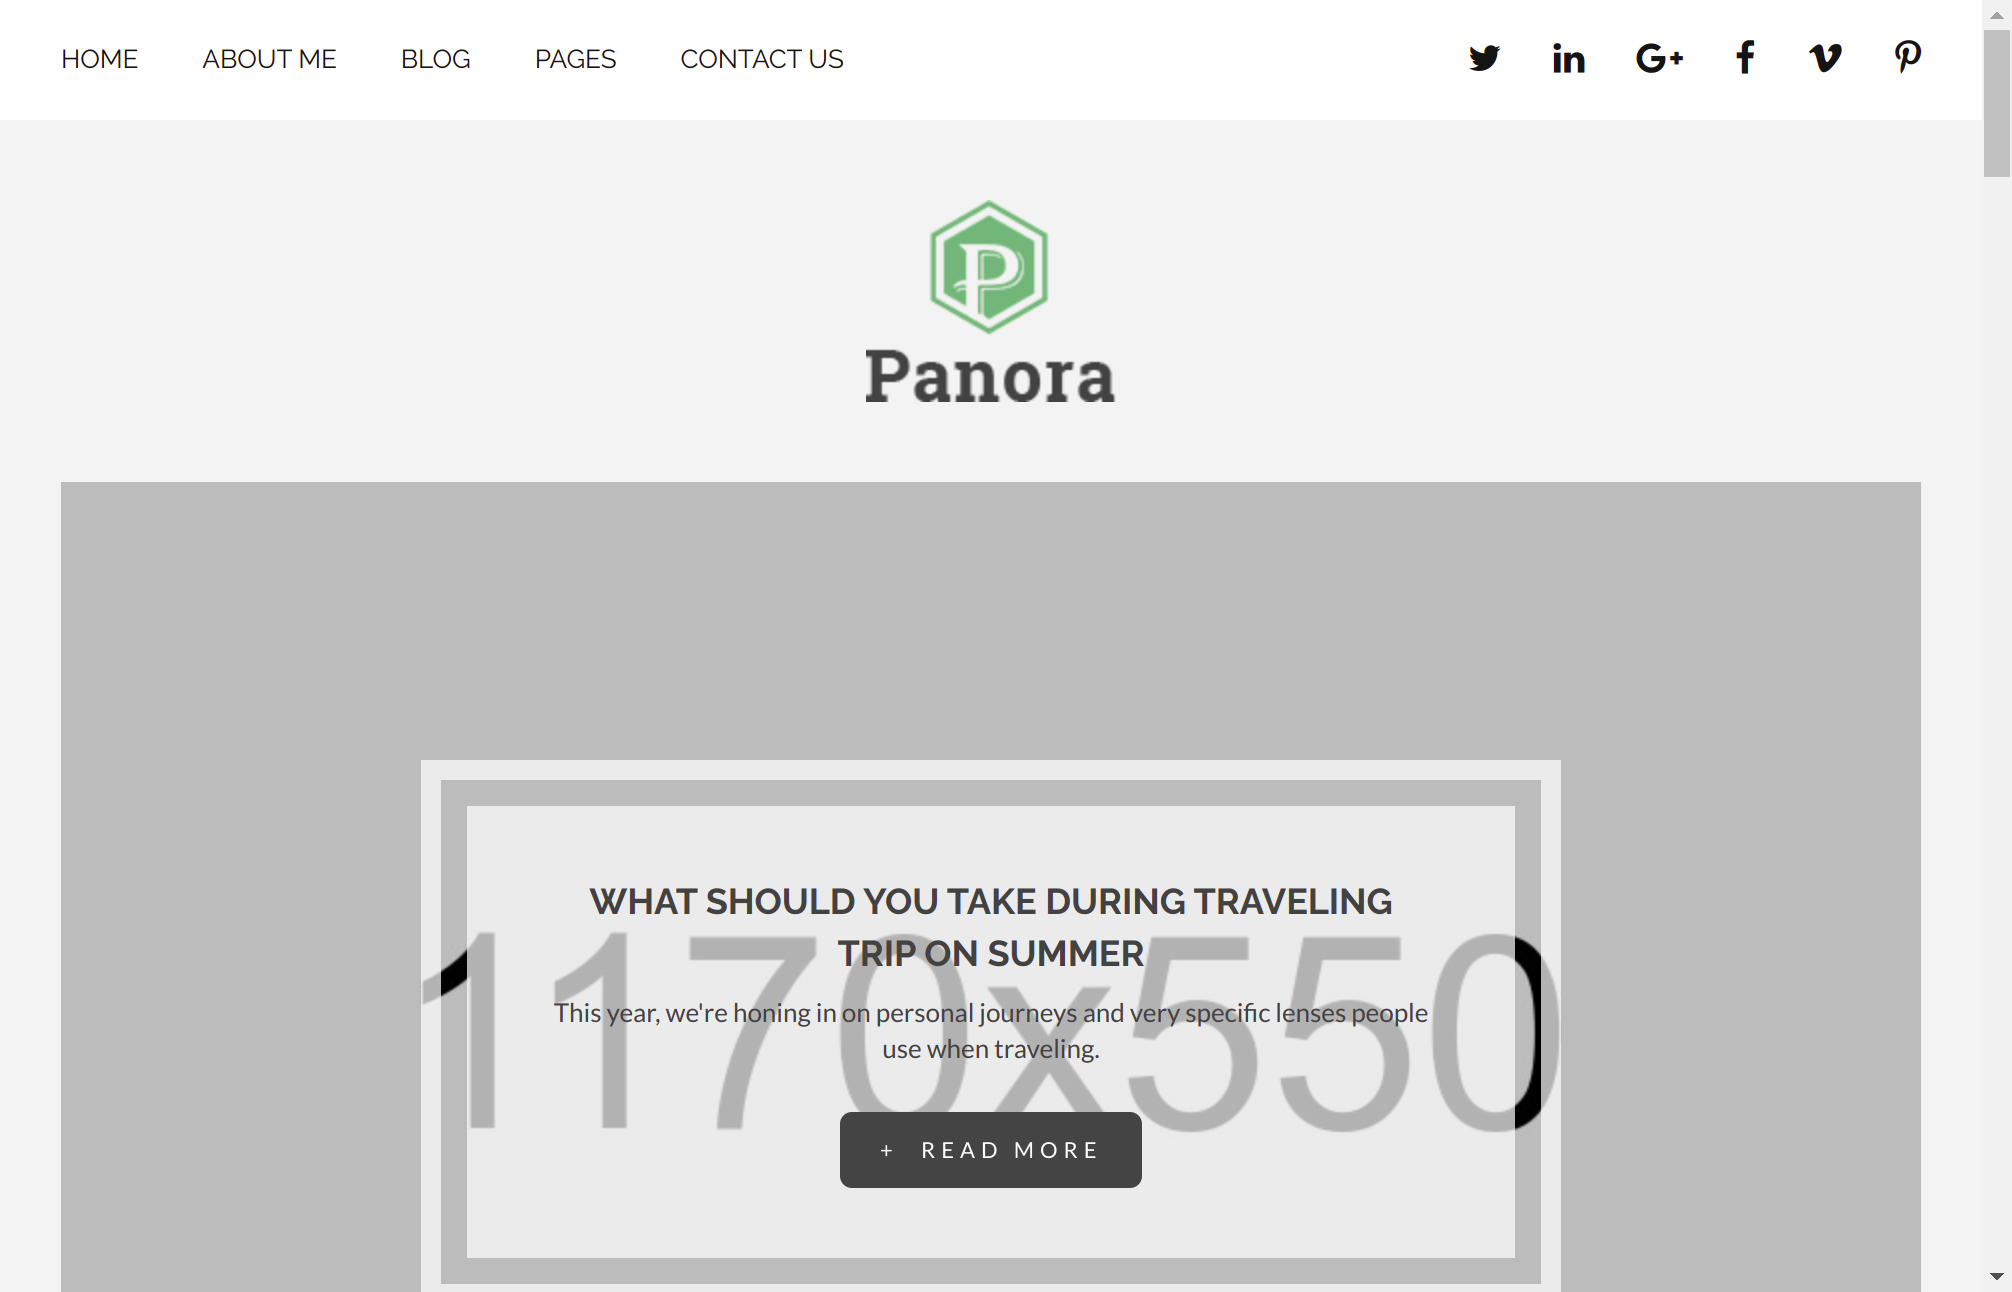 HOME ABOUT ME BLOG PAGES CONTACT US
P
Panora
WHAT SHOULD YOU TAKE DURING TRAVELING
TRIP ON SUMMER
1170x550
This year, we're honing in on personal journeys and very specific lenses people
use when traveling.
+ READ MORE